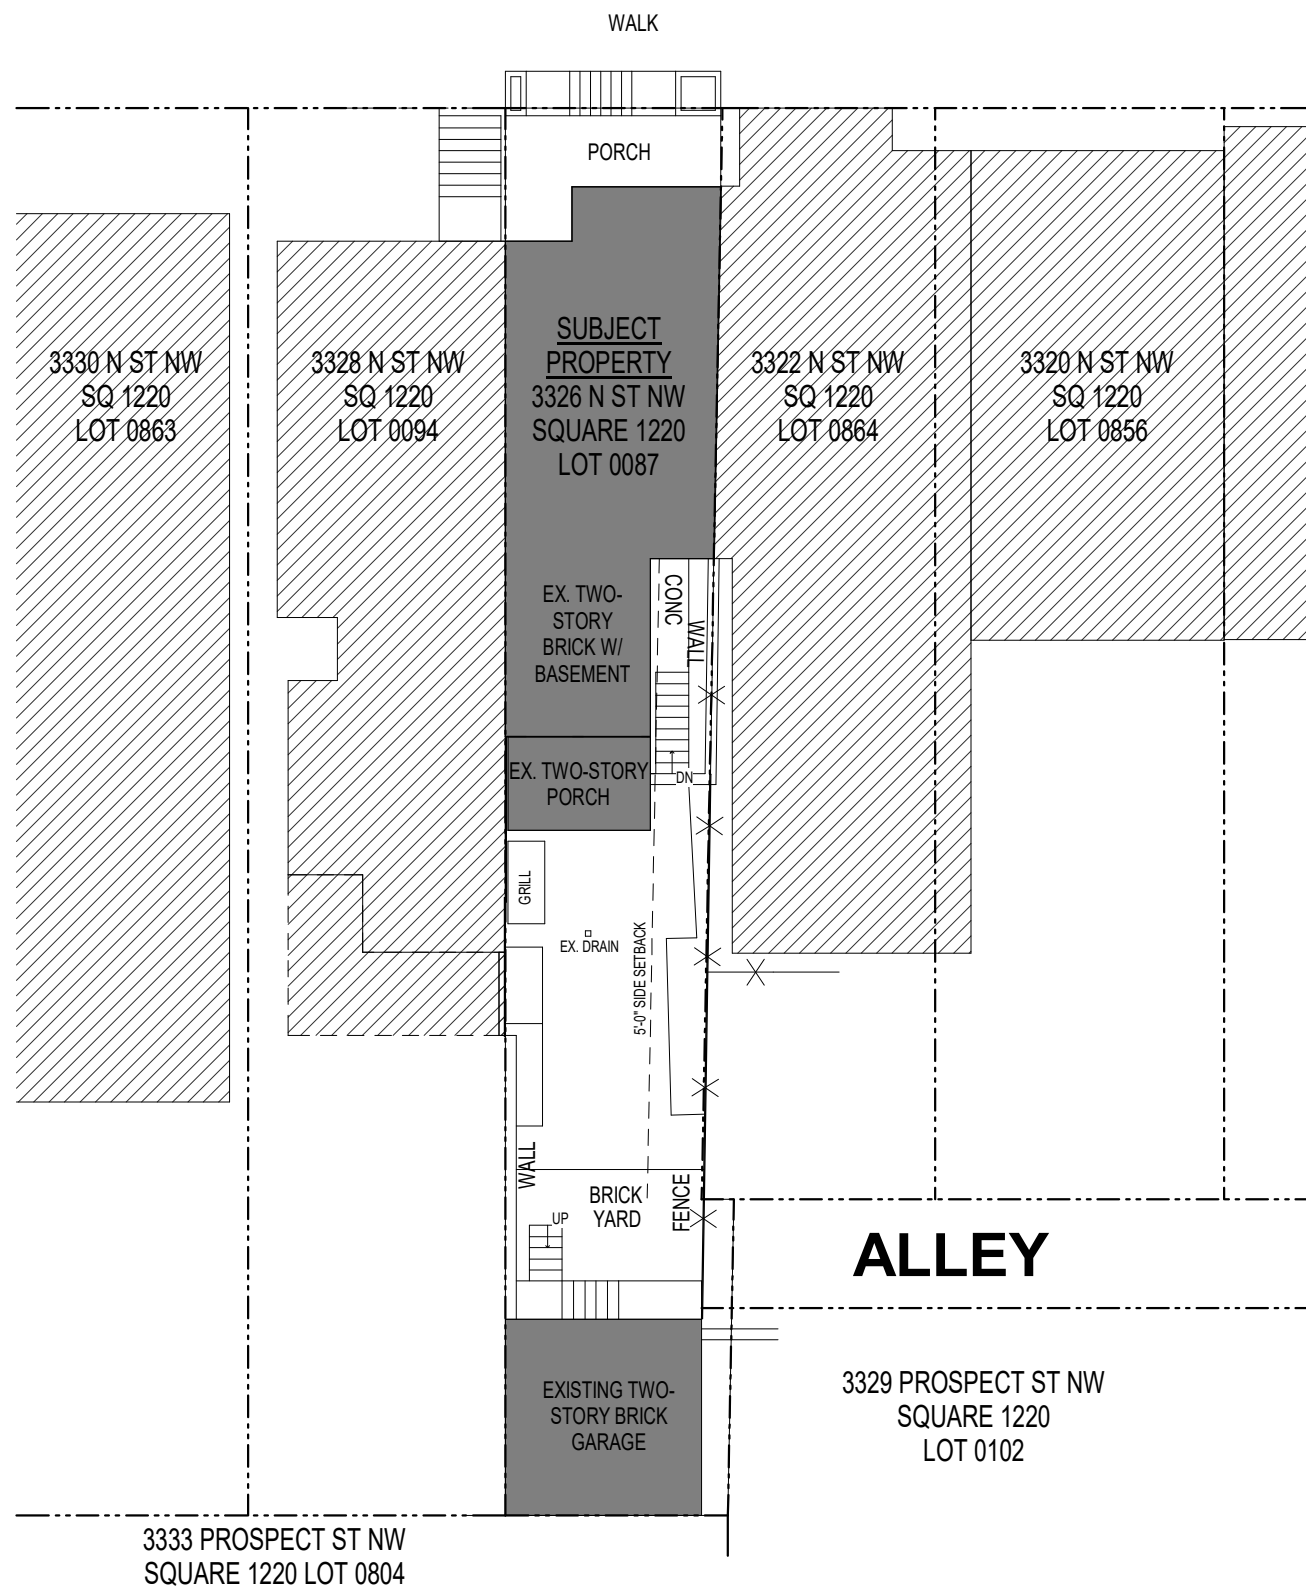 WALK
PORCH
3330 N ST NW
SQ 1220
LOT 0863
3328 N ST NW
SQ 1220
LOT 0094
SUBJECT
PROPERTY
3326 N ST NW
SQUARE 1220
LOT 0087
3322 N ST NW
SQ 1220
LOT 0864
3320 N ST NW
SQ 1220
LOT 0856
EX. TWO-
STORY
BRICK W/
BASEMENT
CONC
WALL
EX. TWO-STORY
PORCH
DN
GRILL
EX. DRAIN
5'-0" SIDE SETBACK
WALL
BRICK
YARD
FENCE
UP
ALLEY
EXISTING TWO-
STORY BRICK
GARAGE
3329 PROSPECT ST NW
SQUARE 1220
LOT 0102
3333 PROSPECT ST NW
SQUARE 1220 LOT 0804